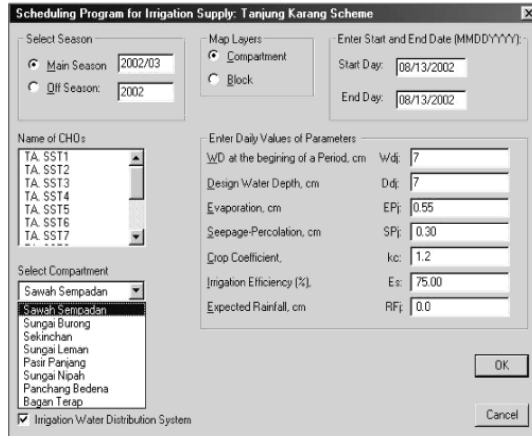 Scheduling Program for Irrigation Supply: Tanjung Karang Scheme
Select Season
Main Season 2002/03
Off Season: 2002
Map Layers
Compartment
Block
Enter Start and End Date (MMDDYYYY):
Start Day: 08/13/2002
End Day: 08/13/2002
Name of CHOs
TA. SST1
TA. SST2
TA. SST3
TA. SST4
TA. SST5
TA. SST6
TA. SST7
Select Compartment
Sawah Sempadan
Sawah Sempadan
Sungai Burong
Sekinchan
Sungai Leman
Pasir Panjang
Sungai Nipah
Panchang Bedena
Bagan Terap
Irrigation Water Distribution System
Enter Daily Values of Parameters
WD at the begining of a Period, cm Wdj: 7
Design Water Depth, cm Ddj: 7
Evaporation, cm EPj: 0.55
Seepage-Percolation, cm SPj: 0.30
Crop Coefficient, kc: 1.2
Irrigation Efficiency (%), Es: 75.00
Expected Rainfall, cm RFj: 0.0
OK
Cancel